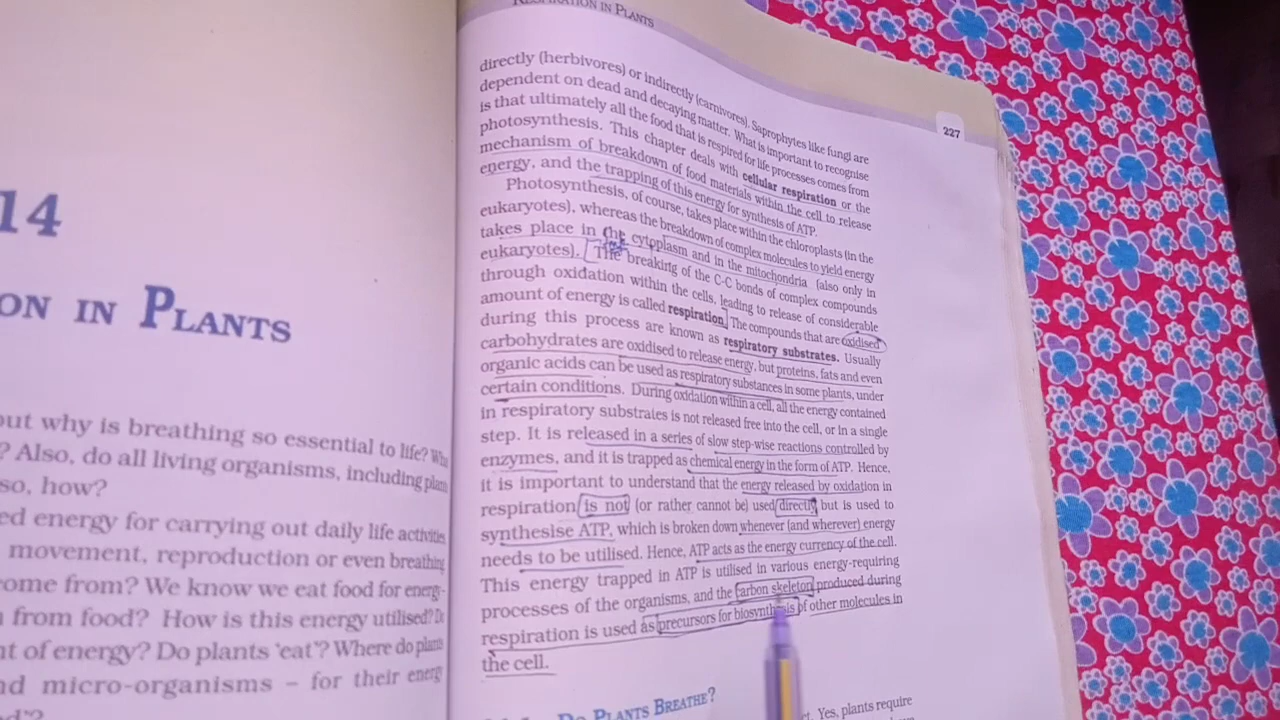 14
ON IN PLANTS
out why is breathing so essential to life?
? Also, do all living organisms, including
so, how?
ed energy for carrying out daily life activities
movement, reproduction or even breathing
come from? We know we eat food for energy-
from food? How is this energy utilised?
nt of energy? Do plants 'eat'? Where do plants
nd micro-organisms – for their energy
RESPIRATION IN PLANTS
227
directly (herbivores) or indirectly (carnivores). Saprophytes like fungi are
dependent on dead and decaying matter. What is important to recognise
is that ultimately all the food that is respired for life processes comes from
photosynthesis. This chapter deals with cellular respiration or the
mechanism of breakdown of food materials within the cell to release
energy, and the trapping of this energy for synthesis of ATP.
Photosynthesis, of course, takes place within the chloroplasts (in the
eukaryotes), whereas the breakdown of complex molecules to yield energy
takes place in the cytoplasm and in the mitochondria (also only in
eukaryotes). The breaking of the C-C bonds of complex compounds
through oxidation within the cells, leading to release of considerable
amount of energy is called respiration. The compounds that are oxidised
during this process are known as respiratory substrates. Usually
carbohydrates are oxidised to release energy, but proteins, fats and even
organic acids can be used as respiratory substances in some plants, under
certain conditions. During oxidation within a cell, all the energy contained
in respiratory substrates is not released free into the cell, or in a single
step. It is released in a series of slow step-wise reactions controlled by
enzymes, and it is trapped as chemical energy in the form of ATP. Hence,
it is important to understand that the energy released by oxidation in
respiration is not (or rather cannot be) used directly but is used to
synthesise ATP, which is broken down whenever (and wherever) energy
needs to be utilised. Hence, ATP acts as the energy currency of the cell.
This energy trapped in ATP is utilised in various energy-requiring
processes of the organisms, and the carbon skeleton produced during
respiration is used as precursors for biosynthesis of other molecules in
the cell.
DO PLANTS BREATHE?
Yes, plants require